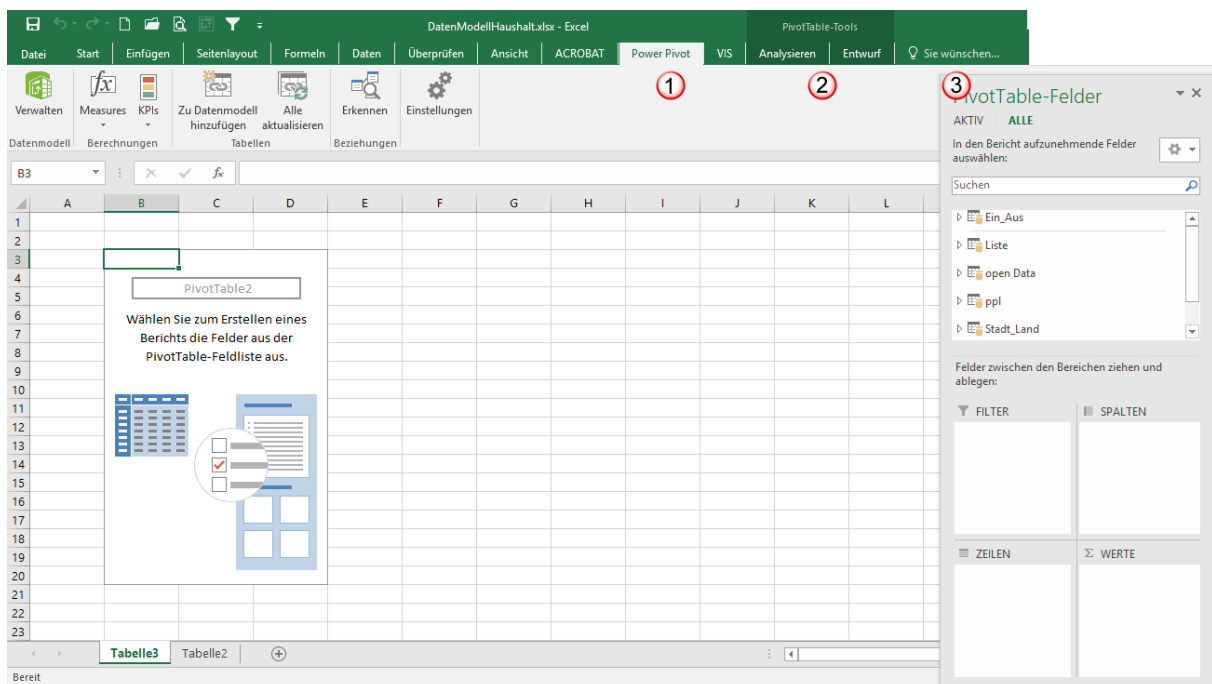 DatenModellHaushalt.xlsx - Excel
PivotTable-Tools
Datei Start Einfügen Seitenlayout Formeln Daten Überprüfen Ansicht ACROBAT Power Pivot VIS Analysieren Entwurf Sie wünschen...
1 2 3
Verwalten Measures KPIs Zu Datenmodell hinzufügen Alle aktualisieren Erkennen Einstellungen
Datenmodell Berechnungen Tabellen Beziehungen
B3 fx
A B C D E F G H I J K L
1
2
3
4
5
6
7
8
9
10
11
12
13
14
15
16
17
18
19
20
21
22
23
PivotTable2
Wählen Sie zum Erstellen eines
Berichts die Felder aus der
PivotTable-Feldliste aus.
Tabelle3 Tabelle2
Bereit
PivotTable-Felder
AKTIV ALLE
In den Bericht aufzunehmende Felder
auswählen:
Suchen
Ein_Aus
Liste
open Data
ppl
Stadt_Land
Felder zwischen den Bereichen ziehen und
ablegen:
FILTER SPALTEN
ZEILEN Σ WERTE